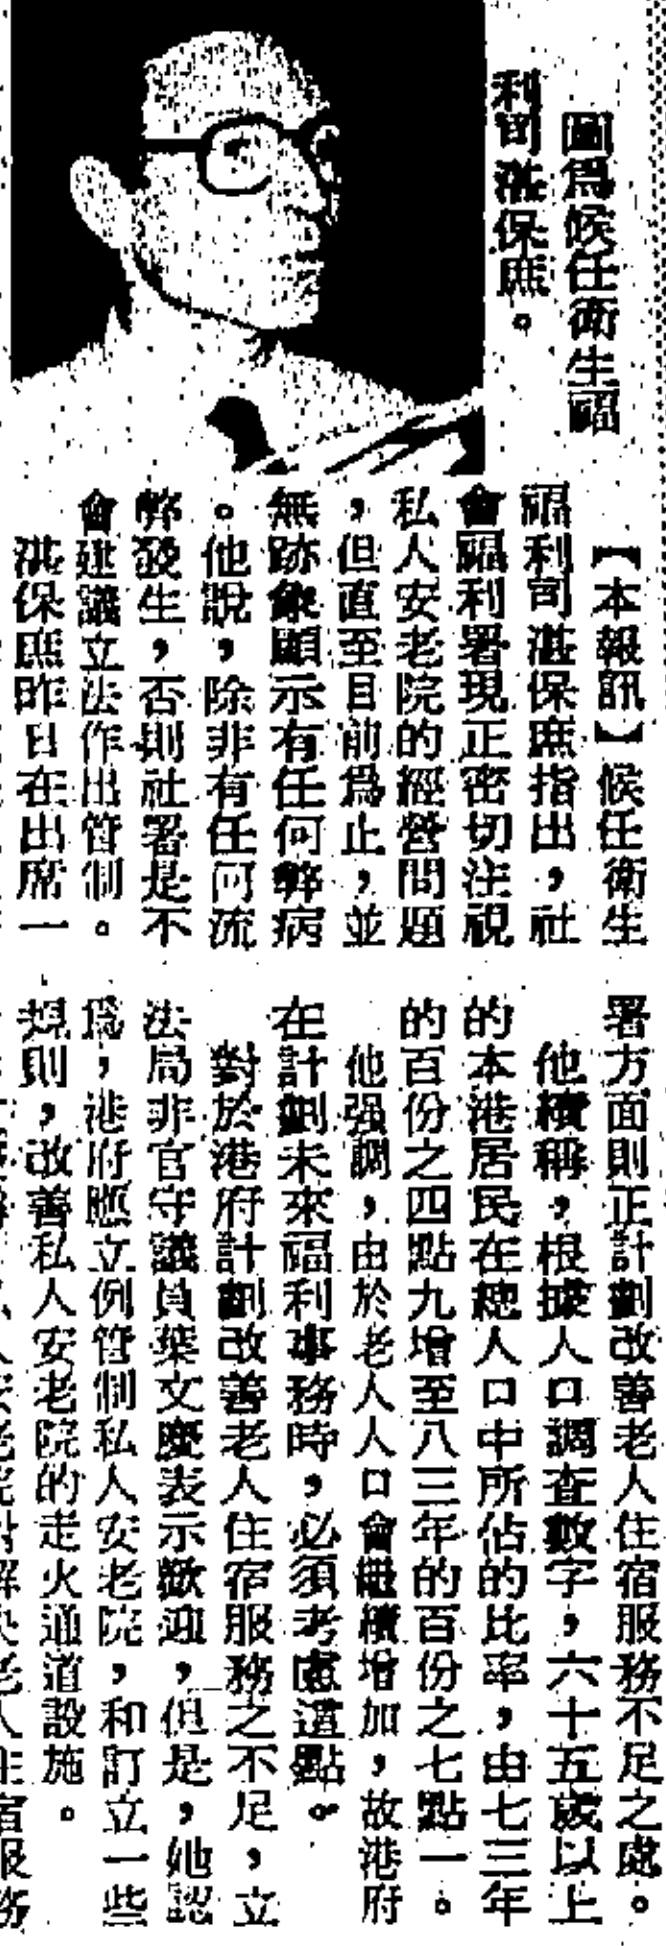 圖為候任衛生福
利司湛保庶。
【本報訊】候任衛生
福利司湛保庶指出，社
會福利署現正密切注視
私人安老院的經營問題
，但直至目前為止，並
無跡象顯示有任何弊病
。他說，除非有任何流
弊發生，否則社署是不
會建議立法作出管制。
湛保庶昨日在出席一
署方面則正計劃改善老人住宿服務不足之處。
他續稱，根據人口調查數字，六十五歲以上
的本港居民在總人口中所佔的比率，由七三年
的百份之四點九增至八三年的百份之七點一。
他强調，由於老人人口會繼續增加，故港府
在計劃未來福利事務時，必須考慮這點。
對於港府計劃改善老人住宿服務之不足，立
法局非官守議員葉文慶表示歡迎，但是，她認
為，港府應立例管制私人安老院，和訂立一些
規則，改善私人安老院的走火通道設施。